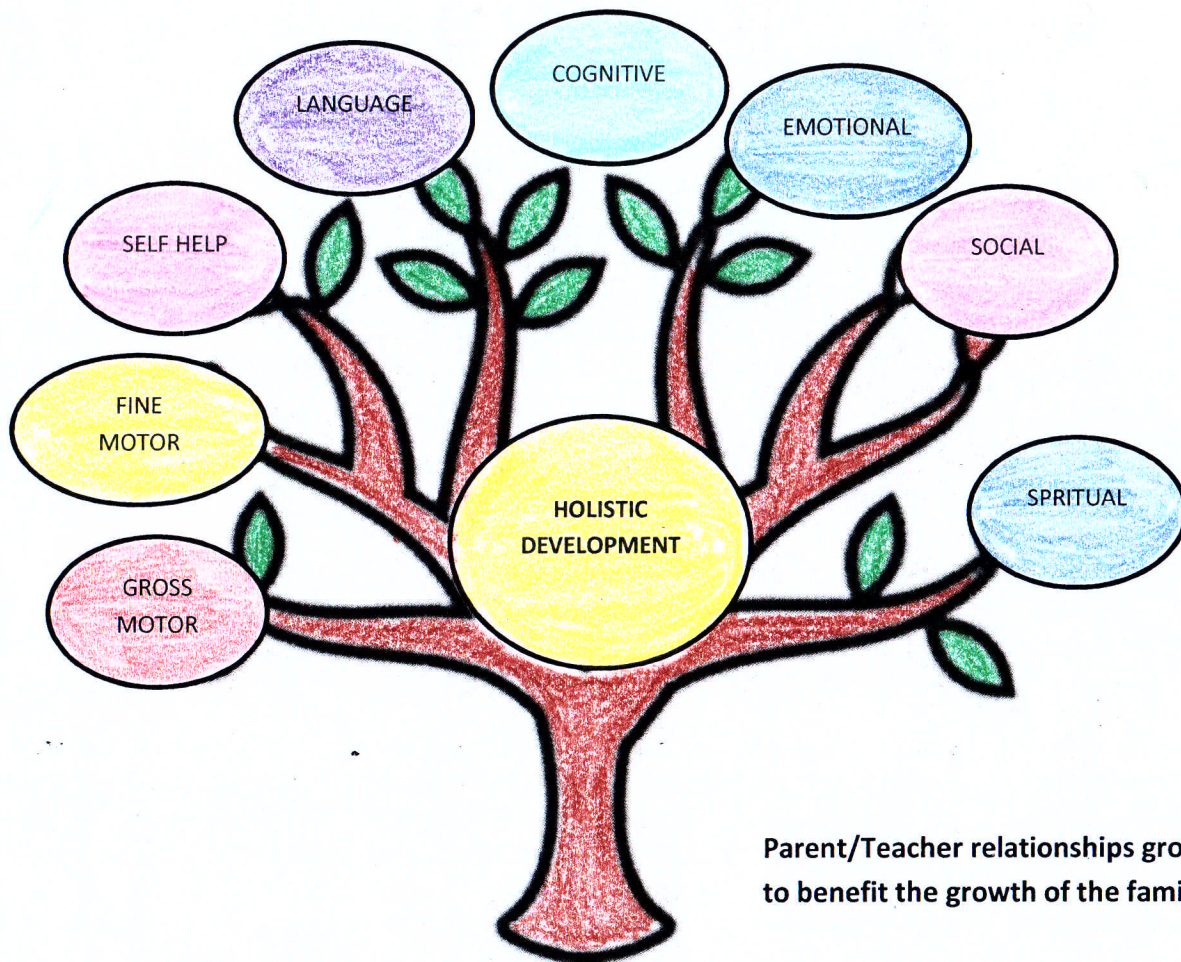 COGNITIVE
LANGUAGE
EMOTIONAL
SELF HELP
SOCIAL
FINE
MOTOR
SPRITUAL
HOLISTIC
DEVELOPMENT
GROSS
MOTOR
Parent/Teacher relationships gro
to benefit the growth of the fami